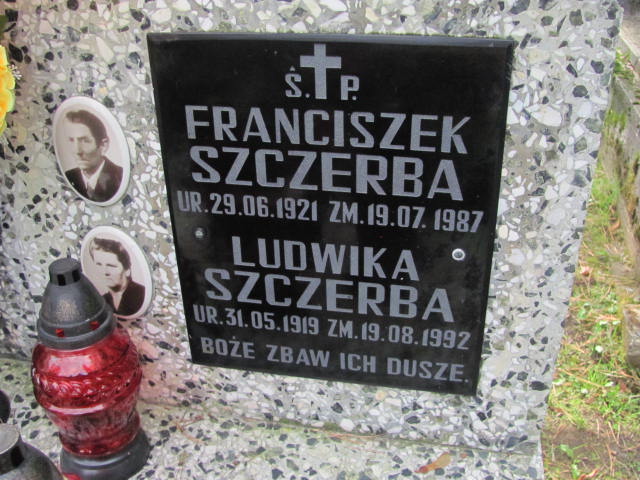 Ś. P.
FRANCISZEK
SZCZERBA
UR. 29.06.1921 ZM. 19.07. 1987
LUDWIKA
SZCZERBA
UR. 31.05.1919 ZM. 19.08.1992
BOŻE ZBAW ICH DUSZE.